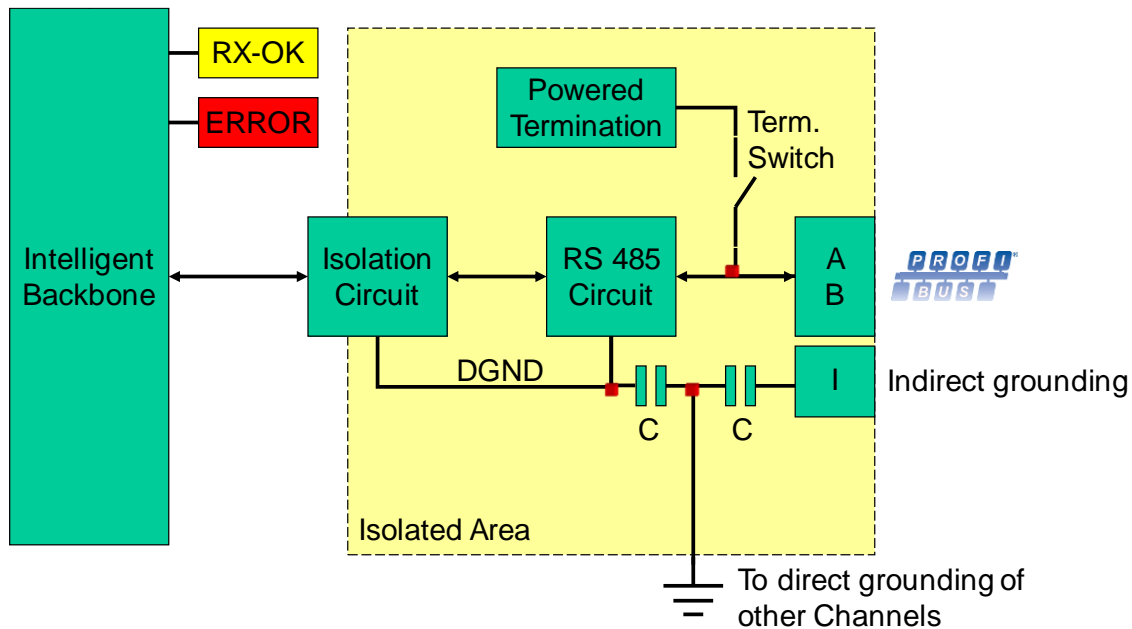 RX-OK
ERROR
Powered
Termination
Term.
Switch
Intelligent
Backbone
Isolation
Circuit
RS 485
Circuit
A
B
PROFI®
BUS
DGND
I
Indirect grounding
C
C
Isolated Area
To direct grounding of
other Channels